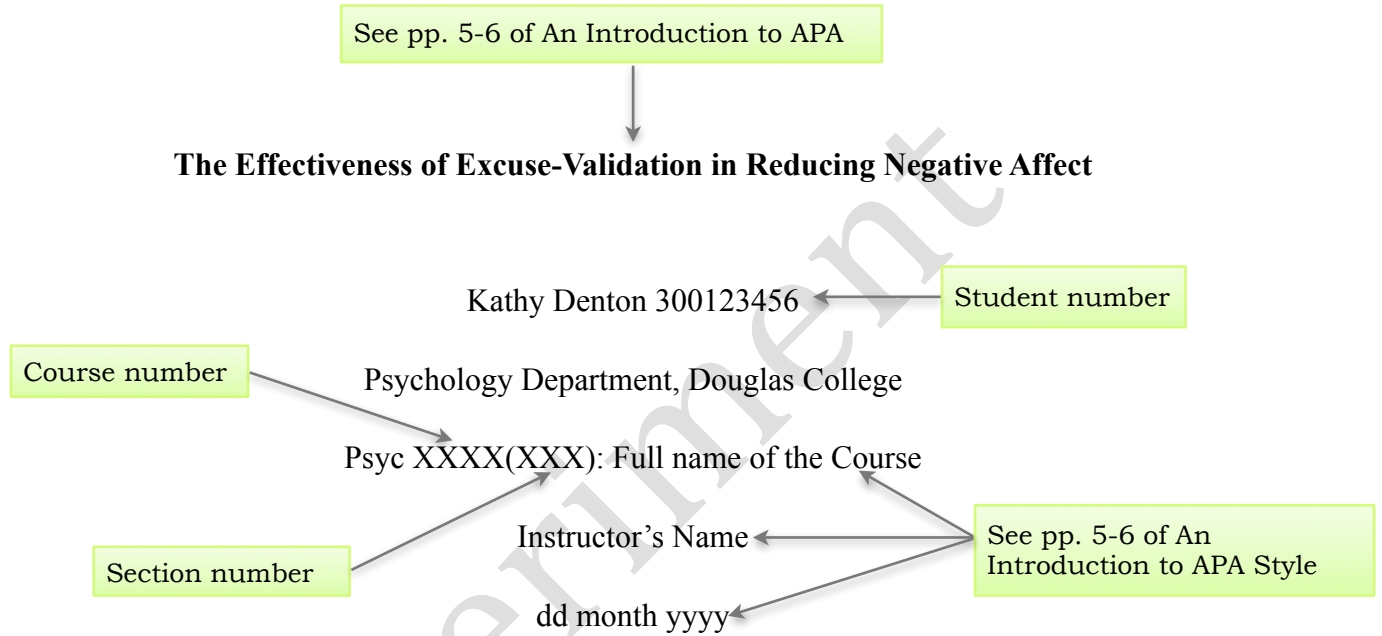 See pp. 5-6 of An Introduction to APA
The Effectiveness of Excuse-Validation in Reducing Negative Affect
Kathy Denton 300123456
Student number
Course number
Psychology Department, Douglas College
Psyc XXXX(XXX): Full name of the Course
Instructor’s Name
See pp. 5-6 of An
Introduction to APA Style
Section number
dd month yyyy
eriment